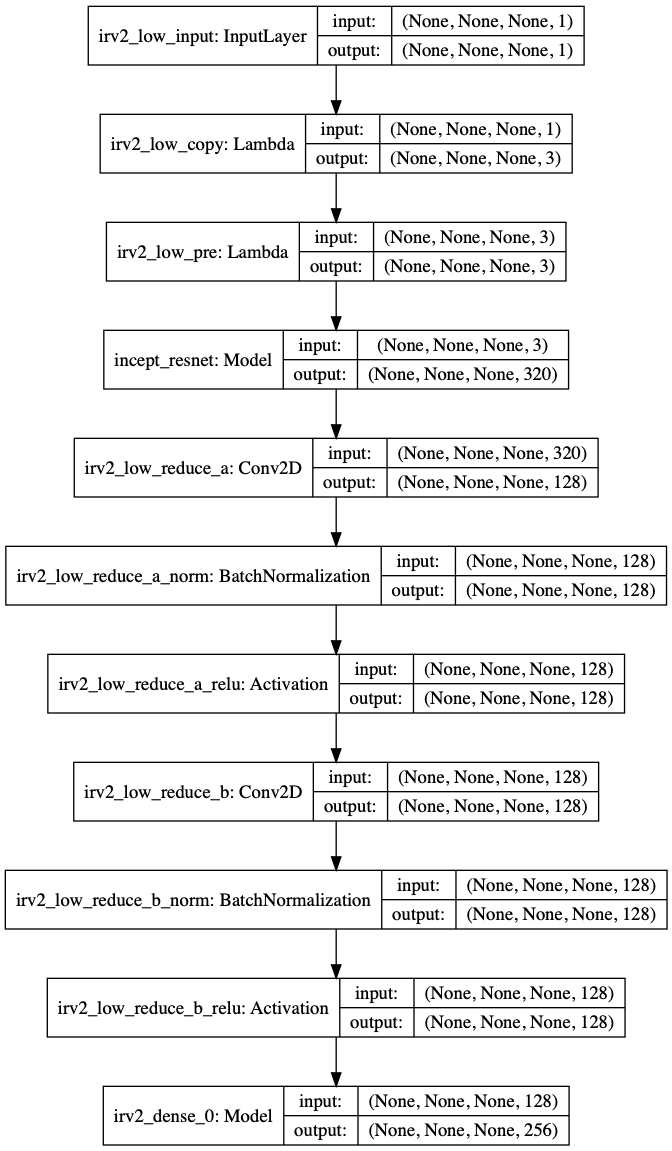 irv2_low_input: InputLayer
input: (None, None, None, 1)
output: (None, None, None, 1)
irv2_low_copy: Lambda
input: (None, None, None, 1)
output: (None, None, None, 3)
irv2_low_pre: Lambda
input: (None, None, None, 3)
output: (None, None, None, 3)
incept_resnet: Model
input: (None, None, None, 3)
output: (None, None, None, 320)
irv2_low_reduce_a: Conv2D
input: (None, None, None, 320)
output: (None, None, None, 128)
irv2_low_reduce_a_norm: BatchNormalization
input: (None, None, None, 128)
output: (None, None, None, 128)
irv2_low_reduce_a_relu: Activation
input: (None, None, None, 128)
output: (None, None, None, 128)
irv2_low_reduce_b: Conv2D
input: (None, None, None, 128)
output: (None, None, None, 128)
irv2_low_reduce_b_norm: BatchNormalization
input: (None, None, None, 128)
output: (None, None, None, 128)
irv2_low_reduce_b_relu: Activation
input: (None, None, None, 128)
output: (None, None, None, 128)
irv2_dense_0: Model
input: (None, None, None, 128)
output: (None, None, None, 256)